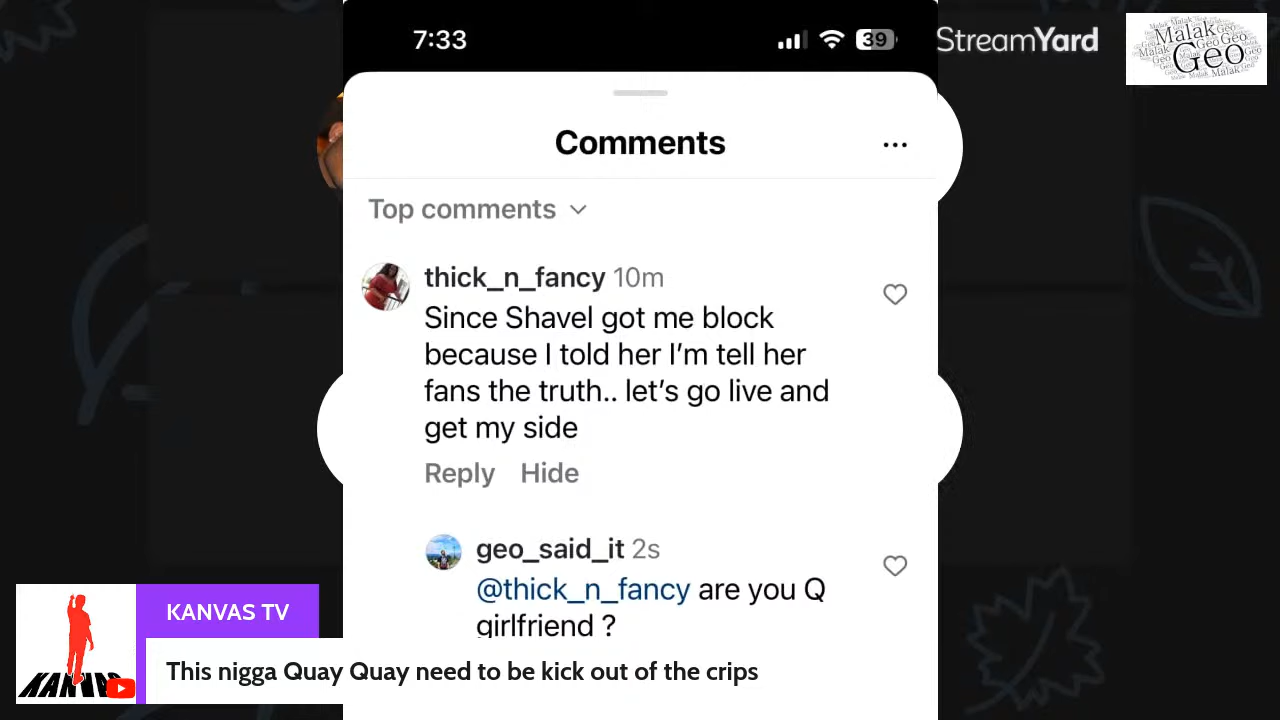 7:33
39
StreamYard
Malak
Geo
Comments
Top comments
thick_n_fancy 10m
Since Shavel got me block
because I told her I’m tell her
fans the truth.. let’s go live and
get my side
Reply Hide
geo_said_it 2s
@thick_n_fancy are you Q
girlfriend ?
KANVAS TV
This nigga Quay Quay need to be kick out of the crips